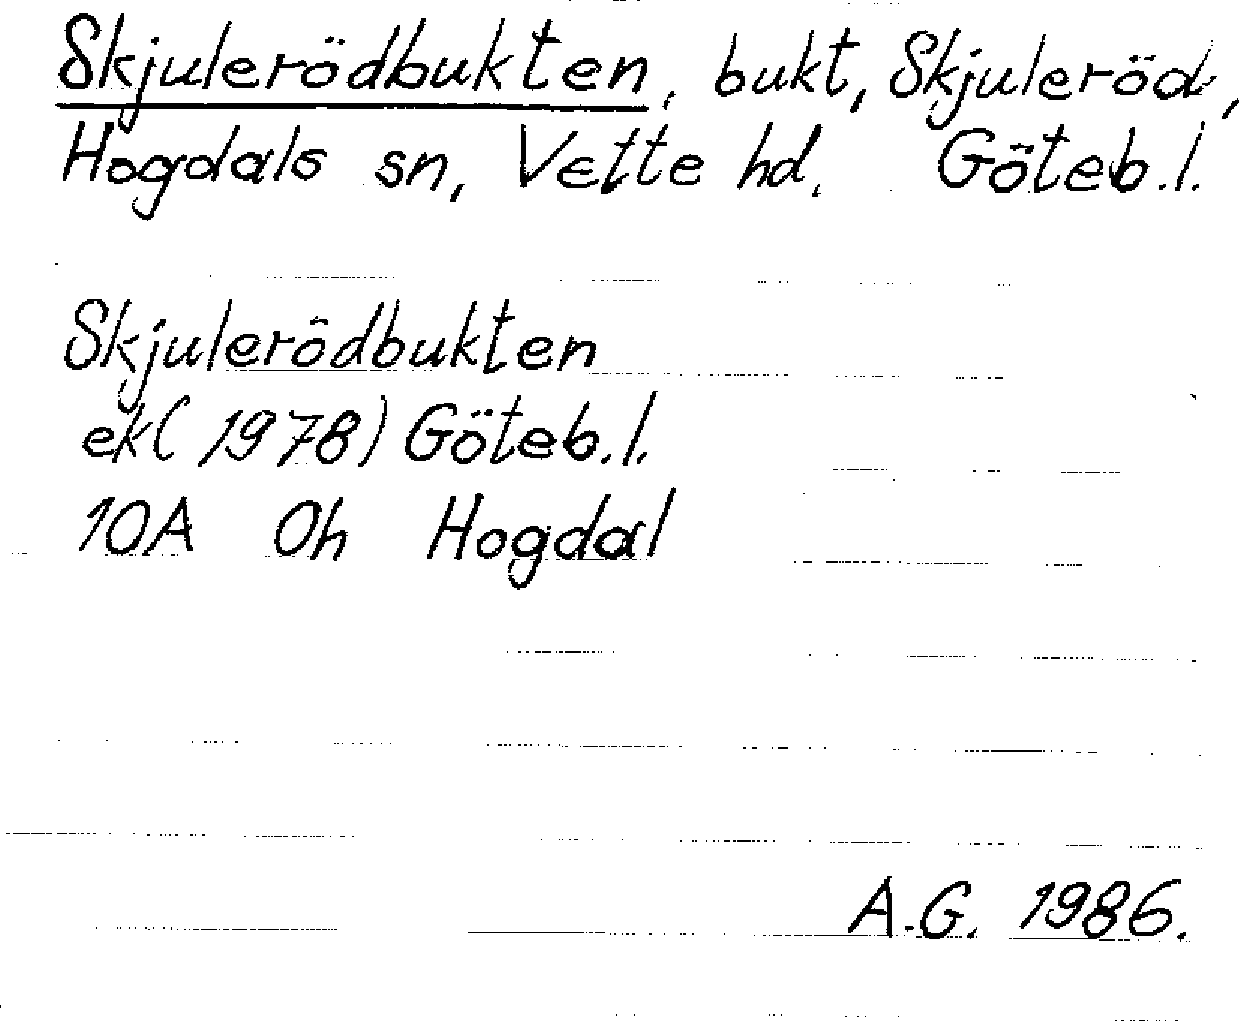 Skjulerödbukten, bukt, Skjuleröd,
Hogdals sn, Vette hd. Göteb.l.
Skjulerödbukten
ek(1978) Göteb.l.
10A 0h Hogdal
A.G. 1986.